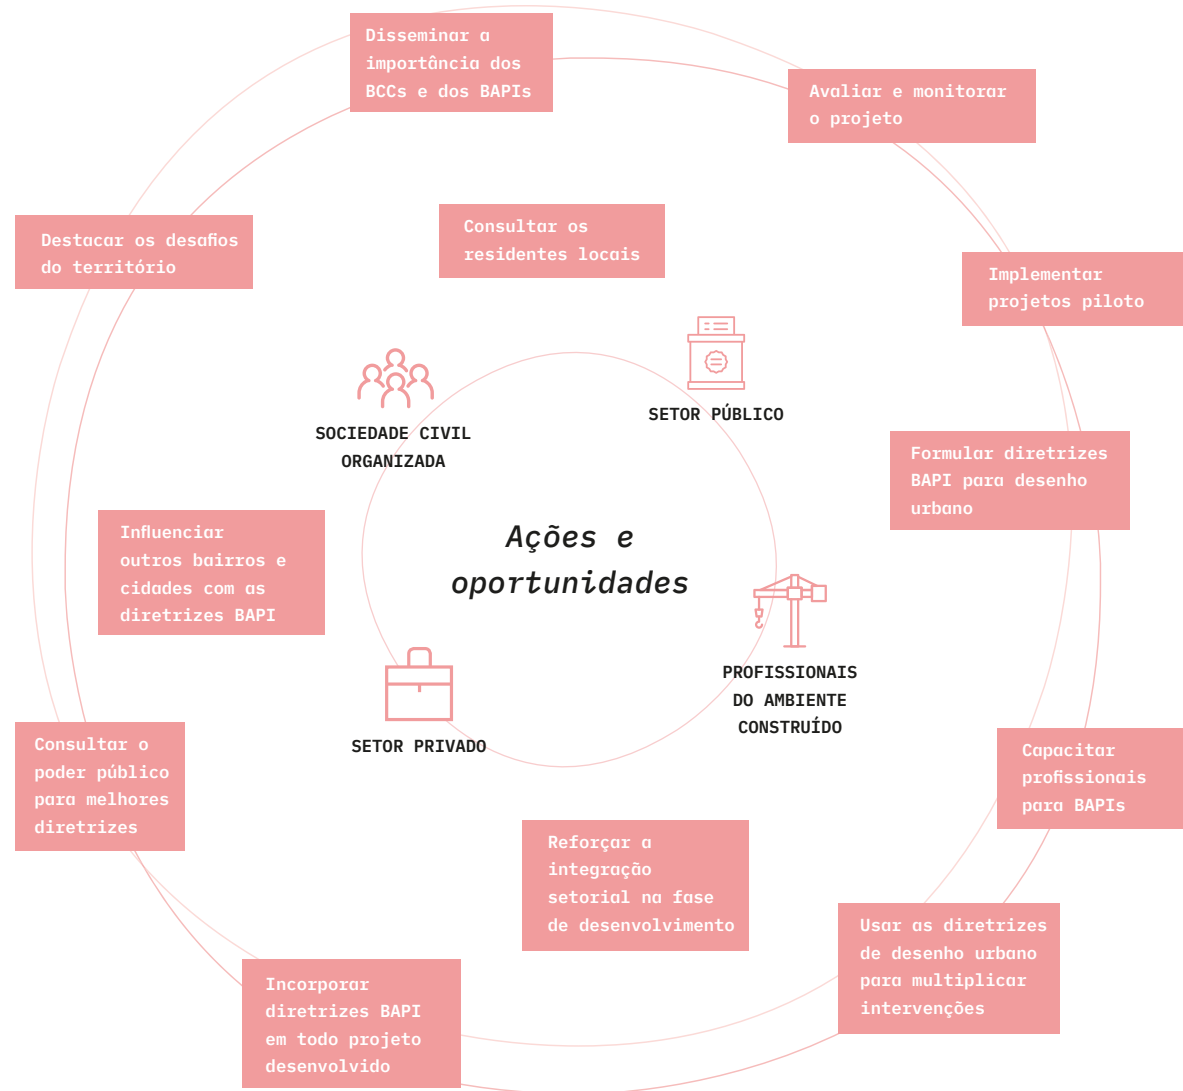 Disseminar a
importância dos
BCCs e dos BAPIs
Avaliar e monitorar
o projeto
Consultar os
residentes locais
Destacar os desafios
do território
Implementar
projetos piloto
SETOR PÚBLICO
SOCIEDADE CIVIL
ORGANIZADA
Formular diretrizes
BAPI para desenho
urbano
Influenciar
outros bairros e
cidades com as
diretrizes BAPI
Ações e
oportunidades
PROFISSIONAIS
DO AMBIENTE
CONSTRUÍDO
SETOR PRIVADO
Consultar o
poder público
para melhores
diretrizes
Capacitar
profissionais
para BAPIs
Reforçar a
integração
setorial na fase
de desenvolvimento
Usar as diretrizes
de desenho urbano
para multiplicar
intervenções
Incorporar
diretrizes BAPI
em todo projeto
desenvolvido